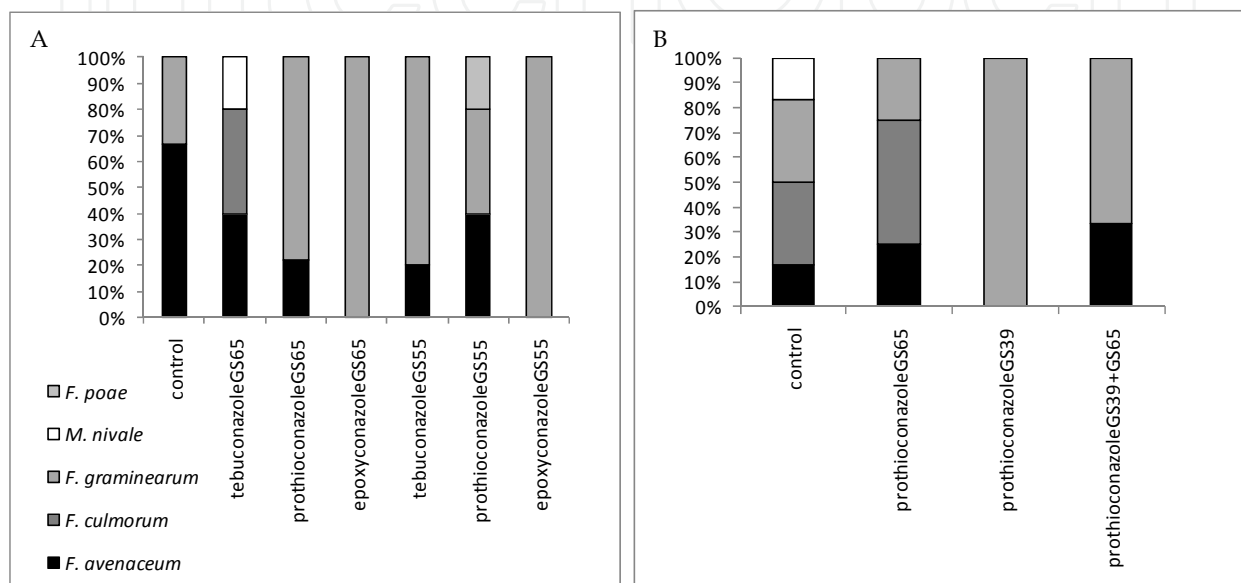 A
100%
90%
80%
70%
60%
50%
40%
30%
20%
10%
0%
control
tebuconazoleGS65
prothioconazoleGS65
epoxyconazoleGS65
tebuconazoleGS55
prothioconazoleGS55
epoxyconazoleGS55
F. poae
M. nivale
F. graminearum
F. culmorum
F. avenaceum
B
100%
90%
80%
70%
60%
50%
40%
30%
20%
10%
0%
control
prothioconazoleGS65
prothioconazoleGS39
prothioconazoleGS39+GS65